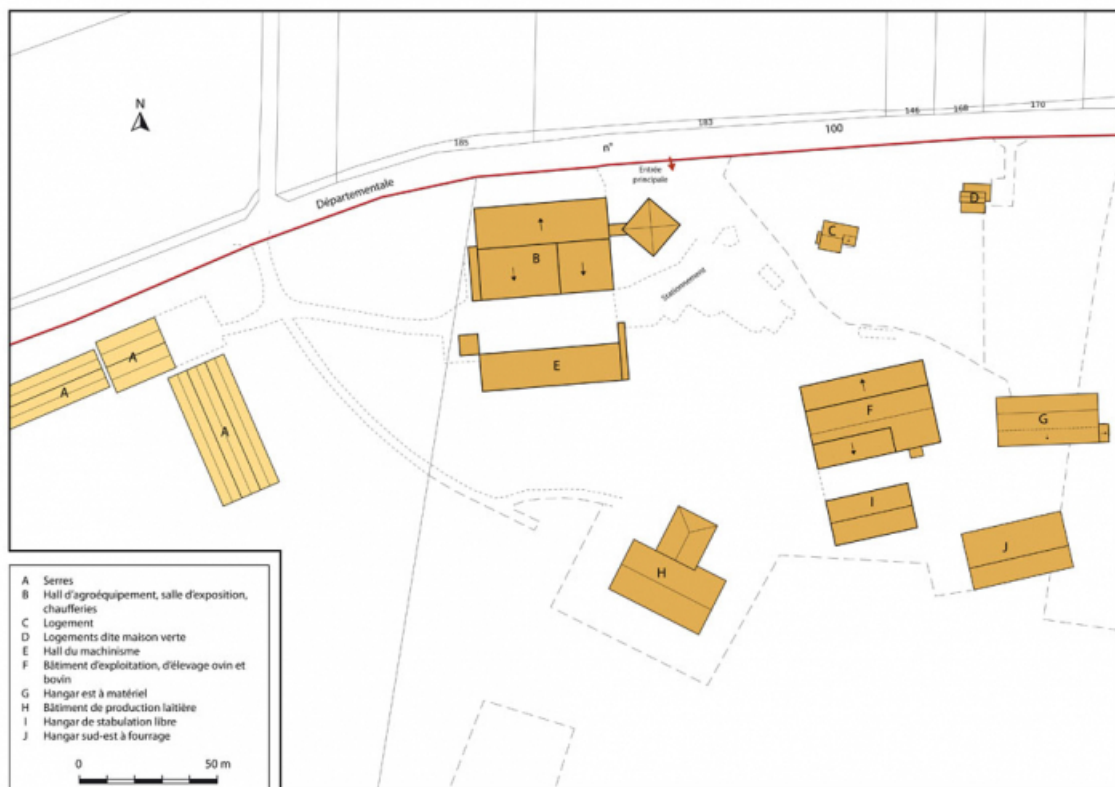 N
185
183
146
168
170
n°
100
Départementale
Entrée
principale
D
C
B
Stationnement
A
A
A
E
F
G
I
J
H
A Serres
B Hall d'agroéquipement, salle d'exposition,
chaufferies
C Logement
D Logements dite maison verte
E Hall du machinisme
F Bâtiment d'exploitation, d'élevage ovin et
bovin
G Hangar est à matériel
H Bâtiment de production laitière
I Hangar de stabulation libre
J Hangar sud-est à fourrage
0 50 m